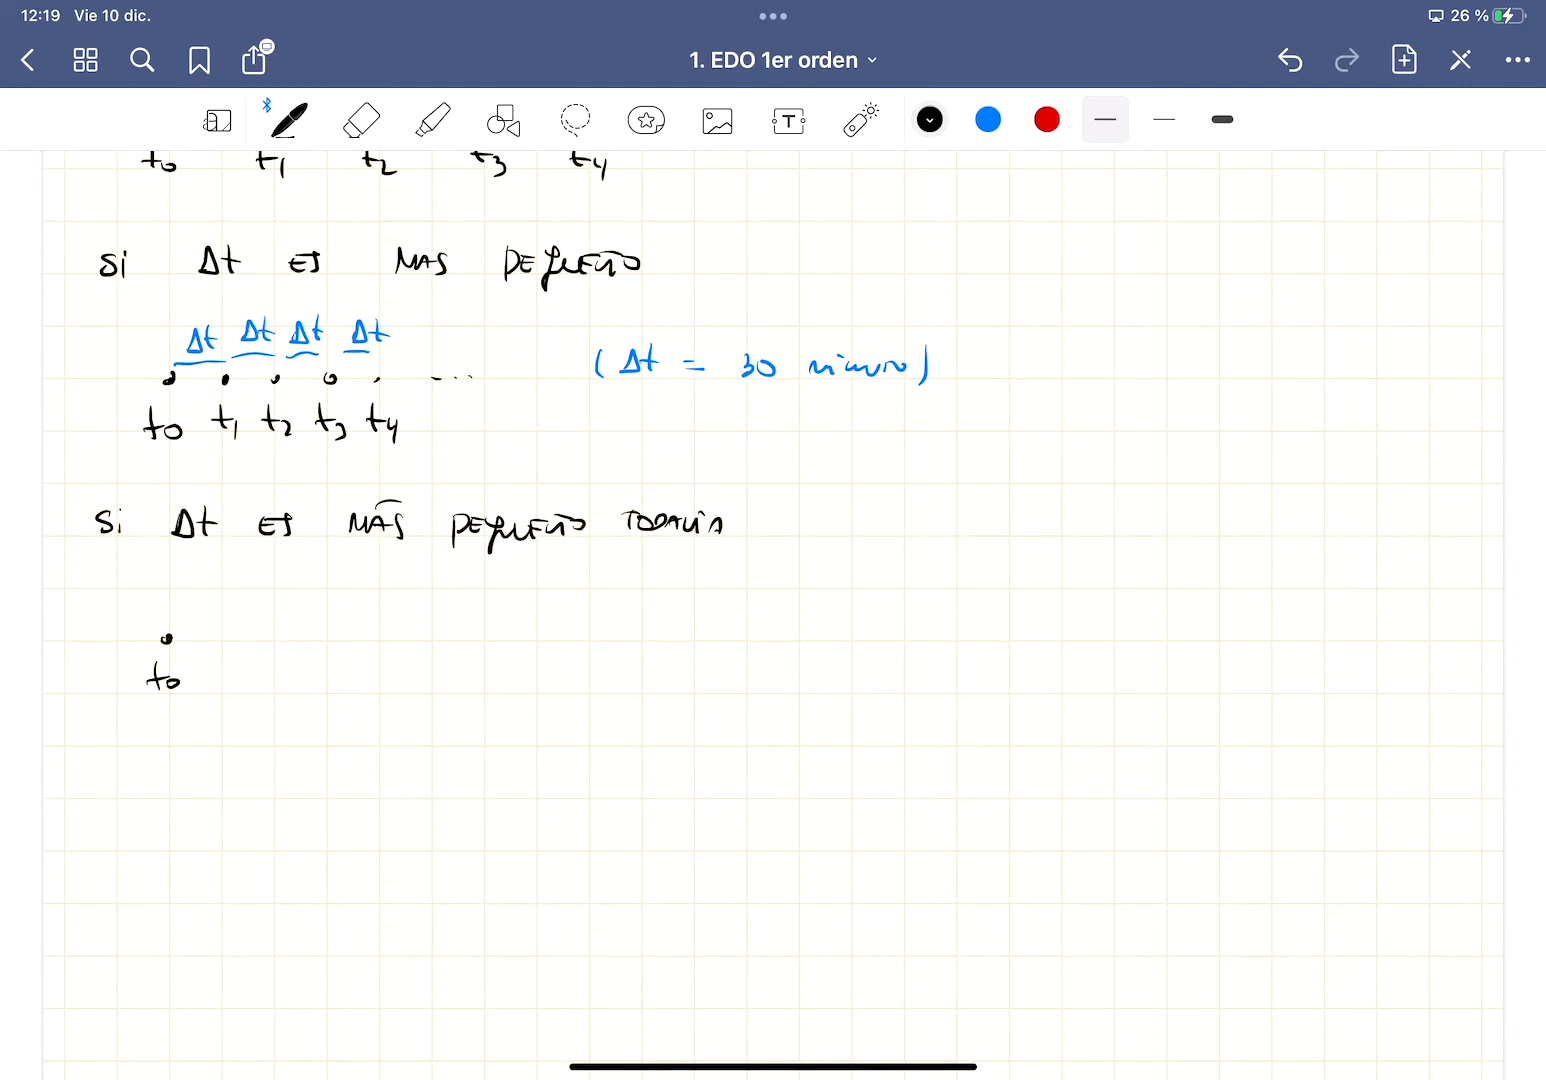 12:19 Vie 10 dic. 26 %
1. EDO 1er orden
T
t0 t1 t2 t3 t4
Si Δt ES MAS PEQUEÑO
Δt Δt Δt Δt
(Δt = 30 minutos)
t0 t1 t2 t3 t4
Si Δt ES MÁS PEQUEÑO TODAVÍA
t0